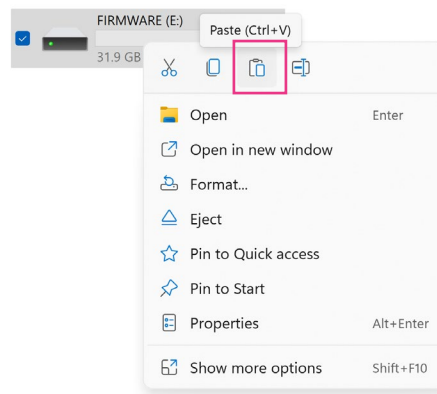 FIRMWARE (E:)
Paste (Ctrl+V)
31.9 GB
Open Enter
Open in new window
Format...
Eject
Pin to Quick access
Pin to Start
Properties Alt+Enter
Show more options Shift+F10